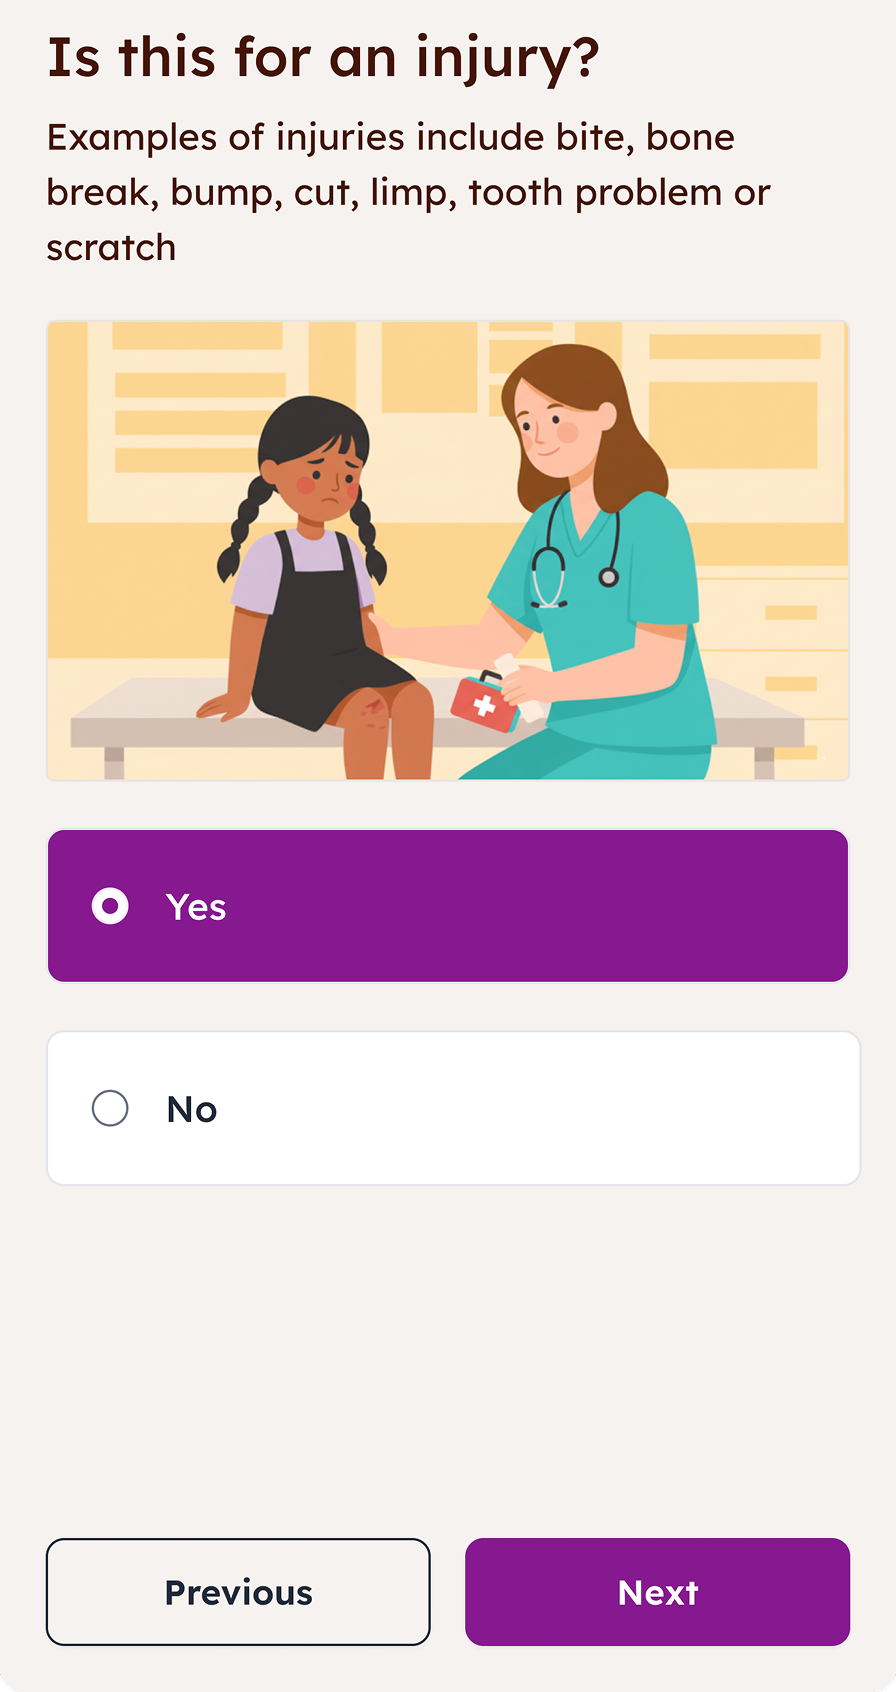 Is this for an injury?
Examples of injuries include bite, bone
break, bump, cut, limp, tooth problem or
scratch
Yes
No
Previous
Next